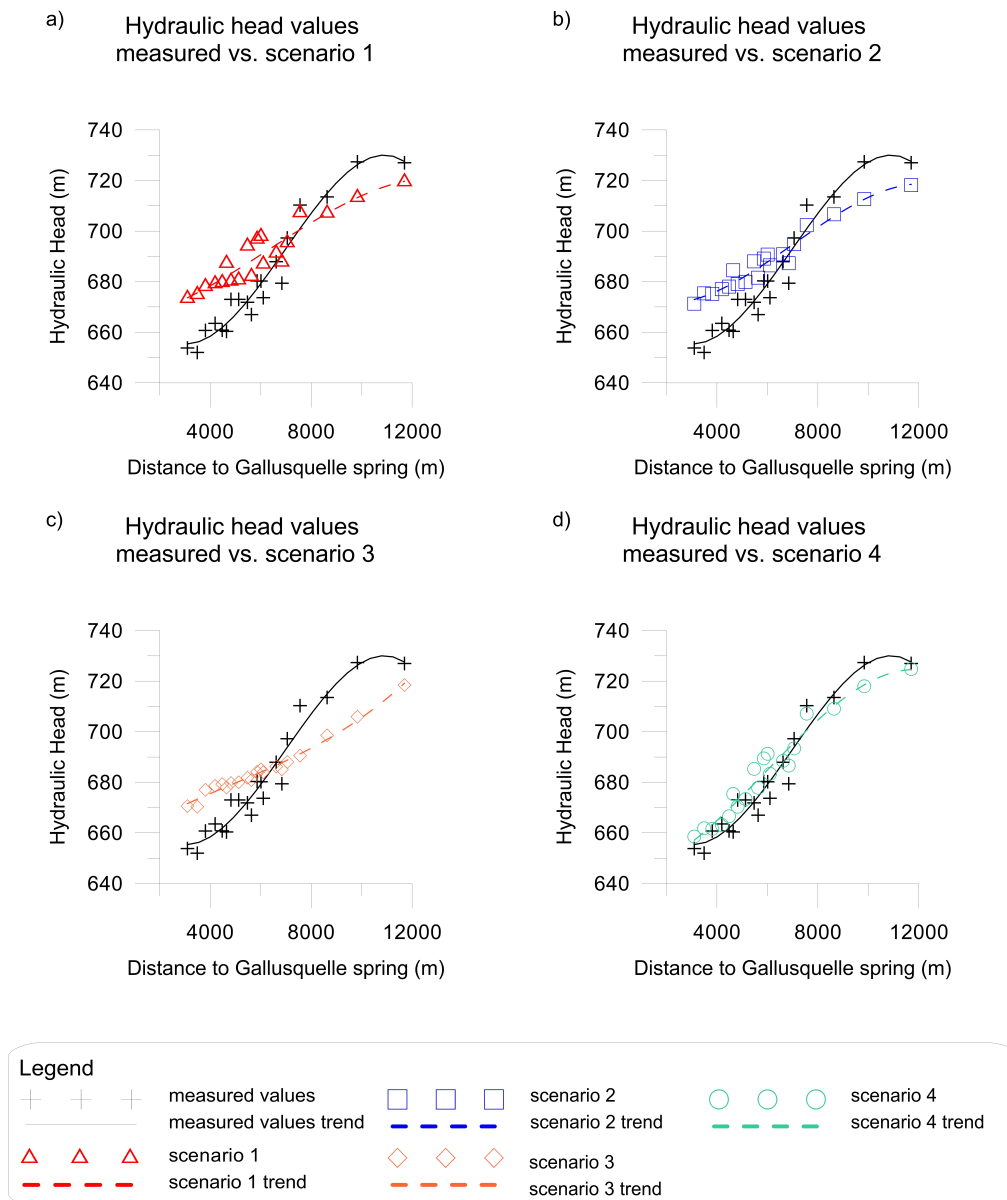 a)
Hydraulic head values
measured vs. scenario 1
740
720
700
680
660
640
Hydraulic Head (m)
4000
8000
12000
Distance to Gallusquelle spring (m)
b)
Hydraulic head values
measured vs. scenario 2
740
720
700
680
660
640
Hydraulic Head (m)
4000
8000
12000
Distance to Gallusquelle spring (m)
c)
Hydraulic head values
measured vs. scenario 3
740
720
700
680
660
640
Hydraulic Head (m)
4000
8000
12000
Distance to Gallusquelle spring (m)
d)
Hydraulic head values
measured vs. scenario 4
740
720
700
680
660
640
Hydraulic Head (m)
4000
8000
12000
Distance to Gallusquelle spring (m)
Legend
measured values
measured values trend
scenario 1
scenario 1 trend
scenario 2
scenario 2 trend
scenario 3
scenario 3 trend
scenario 4
scenario 4 trend